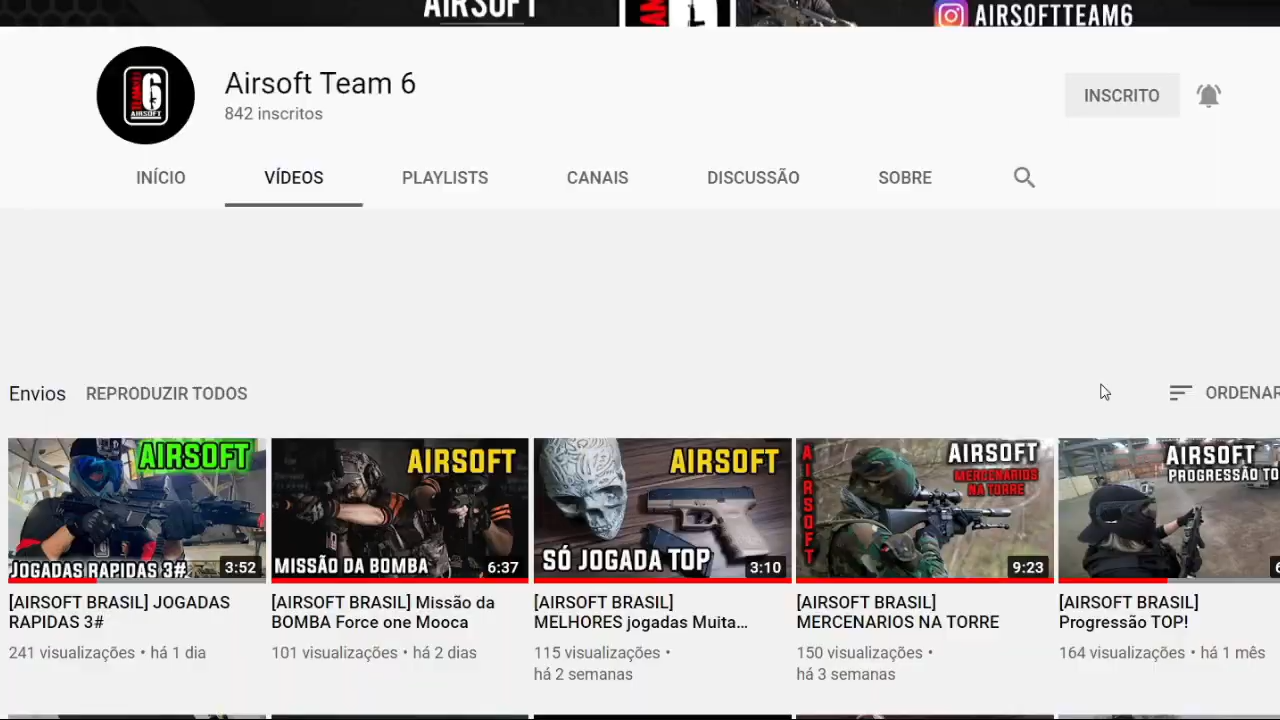 AIRSOFT
AIRSOFTTEAM6
6
AIRSOFT
Airsoft Team 6
842 inscritos
INSCRITO
INÍCIO
VÍDEOS
PLAYLISTS
CANAIS
DISCUSSÃO
SOBRE
Envios
REPRODUZIR TODOS
ORDENAR
AIRSOFT
JOGADAS RAPIDAS 3#
3:52
AIRSOFT
MISSÃO DA BOMBA
6:37
AIRSOFT
SÓ JOGADA TOP
3:10
AIRSOFT
AIRSOFT
MERCENARIOS
NA TORRE
9:23
AIRSOFT
PROGRESSÃO TO
6
[AIRSOFT BRASIL] JOGADAS
RAPIDAS 3#
241 visualizações • há 1 dia
[AIRSOFT BRASIL] Missão da
BOMBA Force one Mooca
101 visualizações • há 2 dias
[AIRSOFT BRASIL]
MELHORES jogadas Muita...
115 visualizações •
há 2 semanas
[AIRSOFT BRASIL]
MERCENARIOS NA TORRE
150 visualizações •
há 3 semanas
[AIRSOFT BRASIL]
Progressão TOP!
164 visualizações • há 1 mês